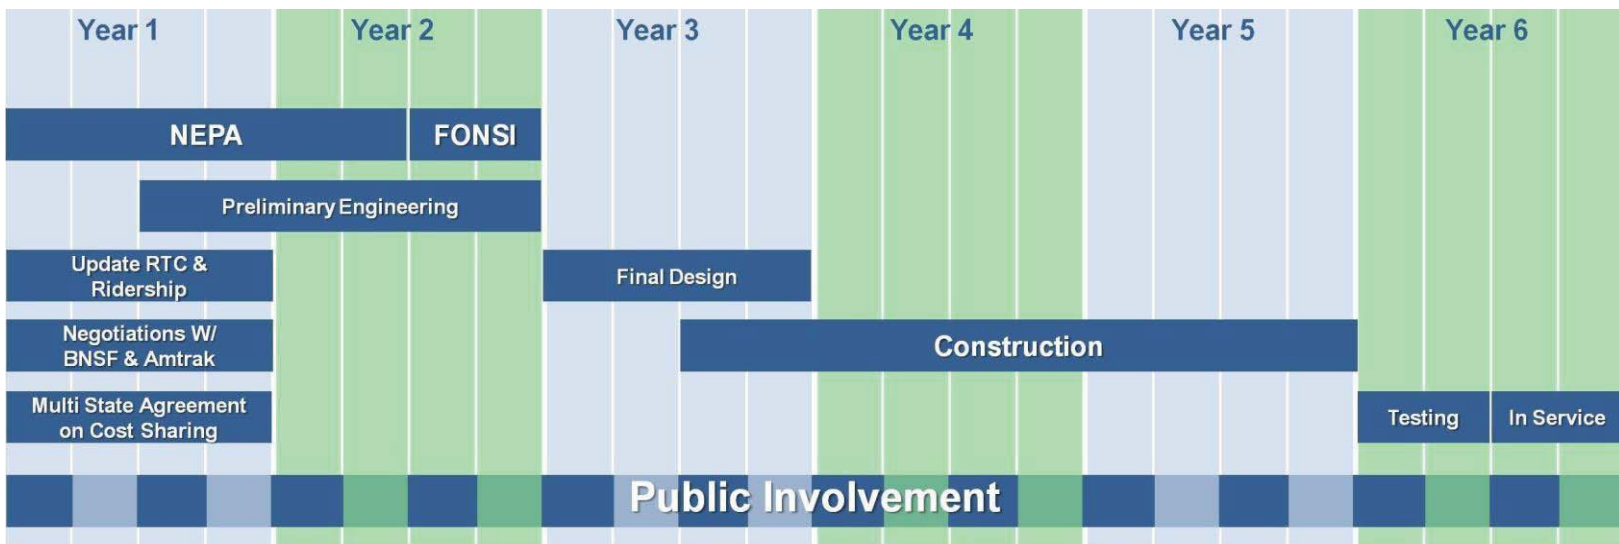 Year 1
Year 2
Year 3
Year 4
Year 5
Year 6
NEPA
FONSI
Preliminary Engineering
Update RTC &
Ridership
Final Design
Negotiations W/
BNSF & Amtrak
Construction
Multi State Agreement
on Cost Sharing
Testing
In Service
Public Involvement